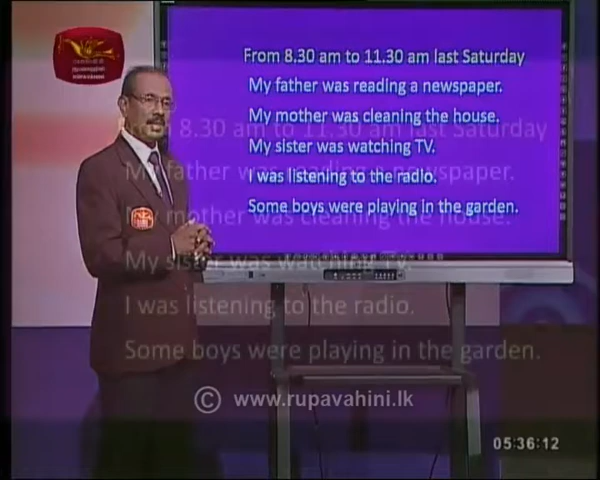 RUPAVAHINI
From 8.30 am to 11.30 am last Saturday
My father was reading a newspaper.
My mother was cleaning the house.
My sister was watching TV.
I was listening to the radio.
Some boys were playing in the garden.
From 8.30 am to 11.30 am last Saturday
My father was reading a newspaper.
My mother was cleaning the house.
My sister was watching TV.
I was listening to the radio.
Some boys were playing in the garden.
© www.rupavahini.lk
05:36:12